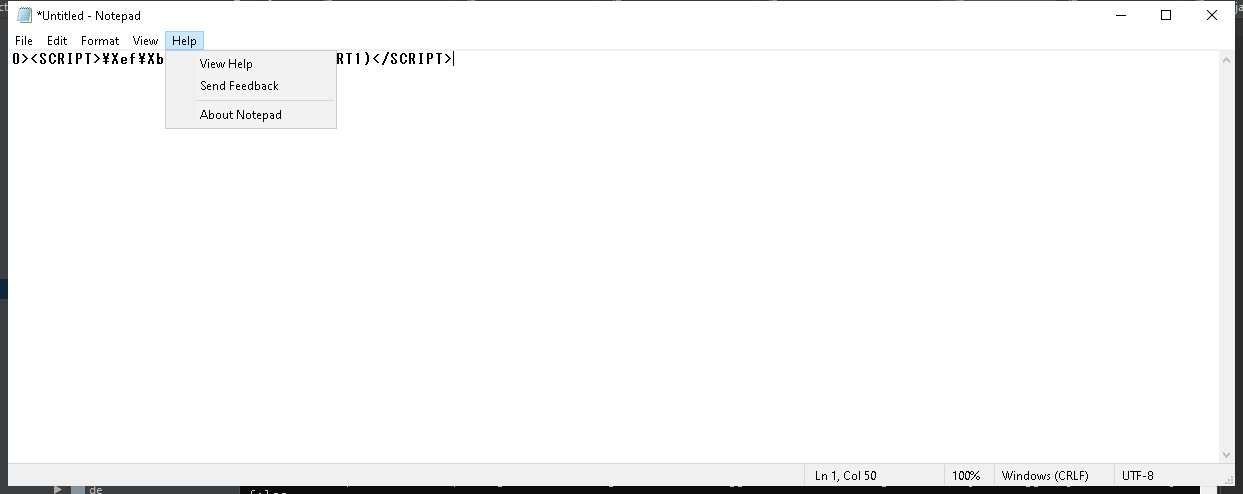 *Untitled - Notepad
File Edit Format View Help
0><SCRIPT>¥Xef¥Xb
RT1)</SCRIPT>
View Help
Send Feedback
About Notepad
Ln 1, Col 50
100%
Windows (CRLF)
UTF-8
de